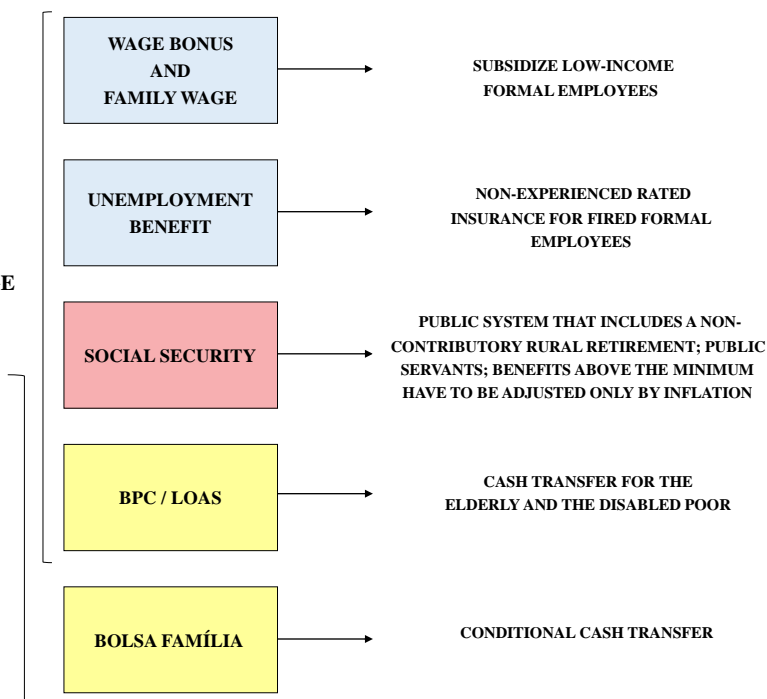 WAGE BONUS
AND
FAMILY WAGE
SUBSIDIZE LOW-INCOME
FORMAL EMPLOYEES
UNEMPLOYMENT
BENEFIT
NON-EXPERIENCED RATED
INSURANCE FOR FIRED FORMAL
EMPLOYEES
SOCIAL SECURITY
PUBLIC SYSTEM THAT INCLUDES A NON-
CONTRIBUTORY RURAL RETIREMENT; PUBLIC
SERVANTS; BENEFITS ABOVE THE MINIMUM
HAVE TO BE ADJUSTED ONLY BY INFLATION
BPC / LOAS
CASH TRANSFER FOR THE
ELDERLY AND THE DISABLED POOR
BOLSA FAMÍLIA
CONDITIONAL CASH TRANSFER